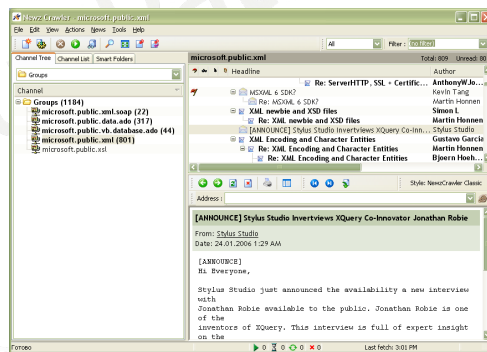 Newz Crawler - microsoft.public.xml
File Edit View Actions News Tools Help
All Filter : [no filter]
Channel Tree Channel List Smart Folders
microsoft.public.xml Total: 809 Unread: 80
Groups
Headline Author
Channel
Re: ServerHTTP, SSL + Certific... AnthonyWJo...
Groups (1184)
MSXML 6 SDK? Kevin Tang
microsoft.public.xml.soap (22)
Re: MSXML 6 SDK? Martin Honnen
microsoft.public.data.ado (317)
XML newbie and XSD files Simon L
microsoft.public.vb.database.ado (44)
Re: XML newbie and XSD files Martin Honnen
microsoft.public.xml (801)
[ANNOUNCE] Stylus Studio Invertviews XQuery Co-Inn... Stylus Studio
microsoft.public.xsl
XML Encoding and Character Entities Gustavo Garcia
Re: XML Encoding and Character Entities Martin Honnen
Re: XML Encoding and Character Entities Bjoern Hoeh...
Style: NewzCrawler Classic
Address :
[ANNOUNCE] Stylus Studio Invertviews XQuery Co-Innovator Jonathan Robie
From: Stylus Studio
Date: 24.01.2006 1:29 AM
[ANNOUNCE]
Hi Everyone,
Stylus Studio just announced the availability a new interview
with
Jonathan Robie available to the public. Jonathan Robie is one
of the
inventors of XQuery. This interview is full of expert insight
on the
Готово 0 0 0 0 Last fetch: 3:01 PM